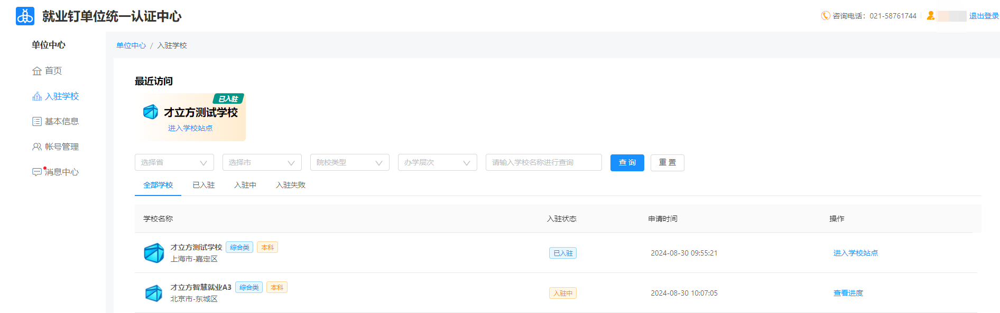 就业钉单位统一认证中心
咨询电话：021-58761744
退出登录
单位中心
首页
入驻学校
基本信息
帐号管理
消息中心
单位中心 / 入驻学校
最近访问
已入驻
才立方测试学校
进入学校站点
选择省 选择市 院校类型 办学层次 请输入学校名称进行查询 查 询 重 置
全部学校 已入驻 入驻中 入驻失败
学校名称 入驻状态 申请时间 操作
才立方测试学校 综合类 本科
上海市-嘉定区
已入驻 2024-08-30 09:55:21 进入学校站点
才立方智慧就业A3 综合类 本科
北京市-东城区
入驻中 2024-08-30 10:07:05 查看进度